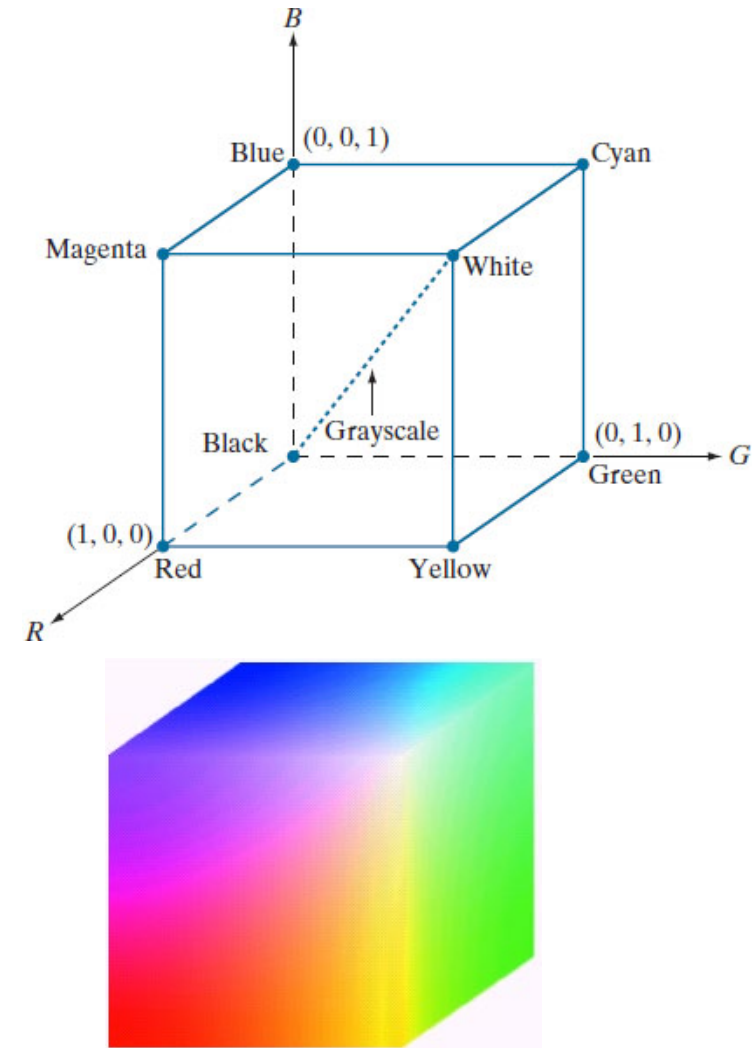 B
Blue (0, 0, 1)
Cyan
Magenta
White
Black
Grayscale
(0, 1, 0)
G
Green
(1, 0, 0)
Red
Yellow
R